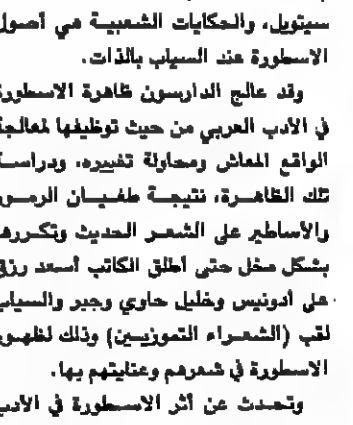 سيتويل، والحكايات الشعبية هي أصول
الاسطورة عند السياب بالذات.
وقد عالج الدارسون ظاهرة الاسطورة
في الأدب العربي من حيث توظيفها لمعالجة
الواقع المعاش ومحاولة تغييره، ودراسة
تلك الظاهرة، نتيجة طغيان الرموز
والأساطير على الشعر الحديث وتكررها
بشكل مخل حتى أطلق الكاتب أسعد رزق
على أدونيس وخليل حاوي وجبر والسياب
لقب (الشعراء التموزيين) وذلك لظهور
الاسطورة في شعرهم وعنايتهم بها.
وتحدث عن أثر الاسطورة في الأدب